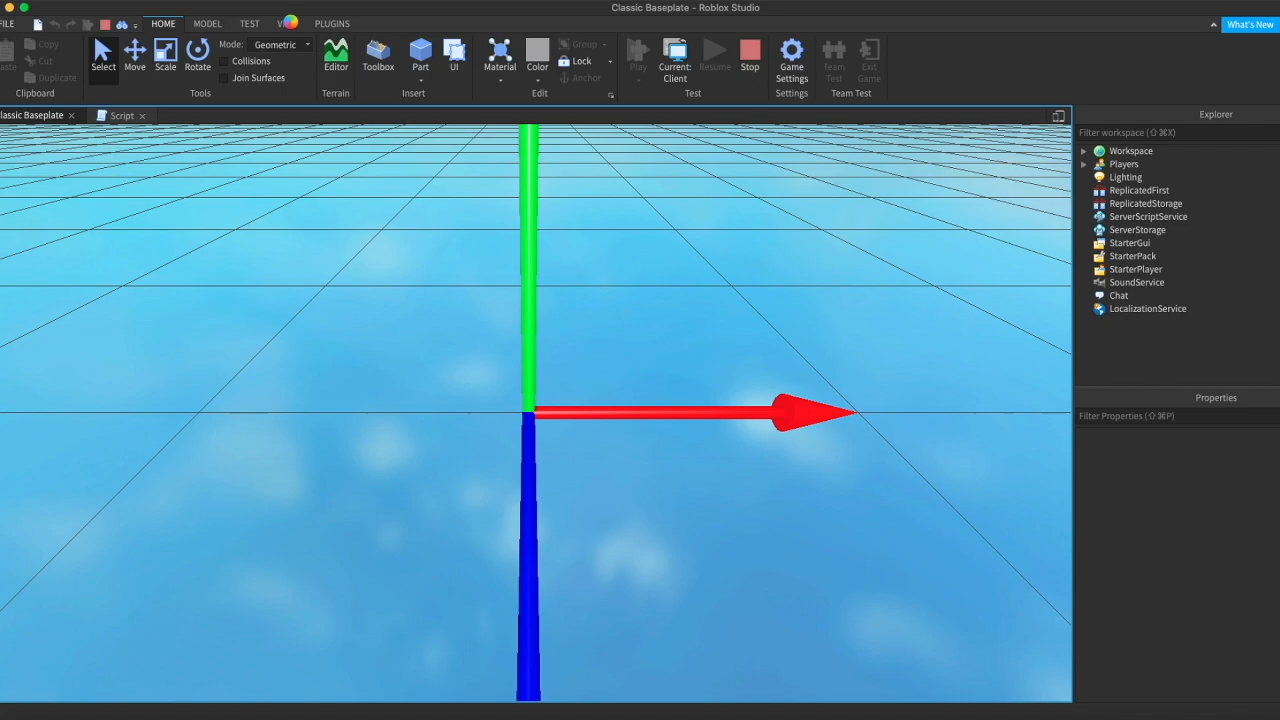 Classic Baseplate - Roblox Studio
FILE HOME MODEL TEST PLUGINS
What's New
Copy
Cut
Duplicate
Clipboard
Select Move Scale Rotate
Mode: Geometric
Collisions
Join Surfaces
Tools
Editor
Terrain
Toolbox Part UI
Insert
Material Color
Group
Lock
Anchor
Edit
Play
Current:
Client
Resume Stop
Test
Game
Settings
Settings
Team
Test
Exit
Game
Team Test
lassic Baseplate
Script
Explorer
Filter workspace (⇧⌘X)
Workspace
Players
Lighting
ReplicatedFirst
ReplicatedStorage
ServerScriptService
ServerStorage
StarterGui
StarterPack
StarterPlayer
SoundService
Chat
LocalizationService
Properties
Filter Properties (⇧⌘P)